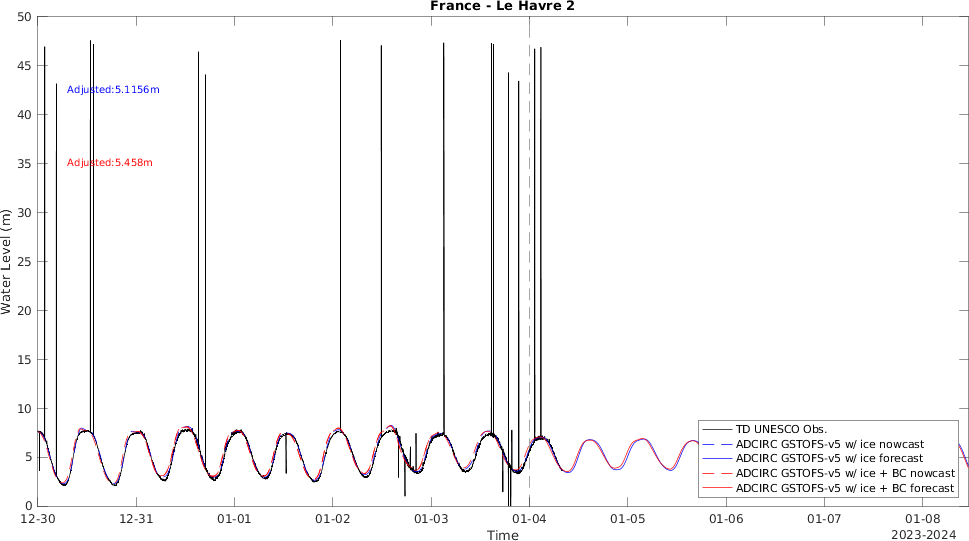 France - Le Havre 2
50
45
40
35
30
25
20
15
10
5
0
Water Level (m)
Adjusted:5.1156m
Adjusted:5.458m
TD UNESCO Obs.
ADCIRC GSTOFS-v5 w/ ice nowcast
ADCIRC GSTOFS-v5 w/ ice forecast
ADCIRC GSTOFS-v5 w/ ice + BC nowcast
ADCIRC GSTOFS-v5 w/ ice + BC forecast
12-30 12-31 01-01 01-02 01-03 01-04 01-05 01-06 01-07 01-08
Time
2023-2024